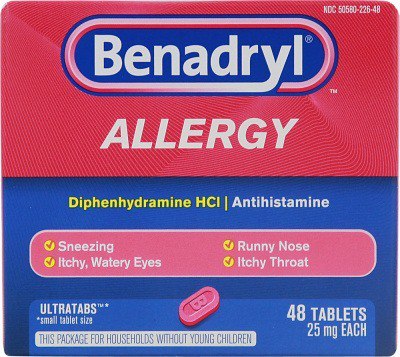 NDC 50580-226-48
Benadryl®
ALLERGY
Diphenhydramine HCl | Antihistamine
Sneezing
Runny Nose
Itchy, Watery Eyes
Itchy Throat
ULTRATABS™*
*small tablet size
48 TABLETS
25 mg EACH
THIS PACKAGE FOR HOUSEHOLDS WITHOUT YOUNG CHILDREN